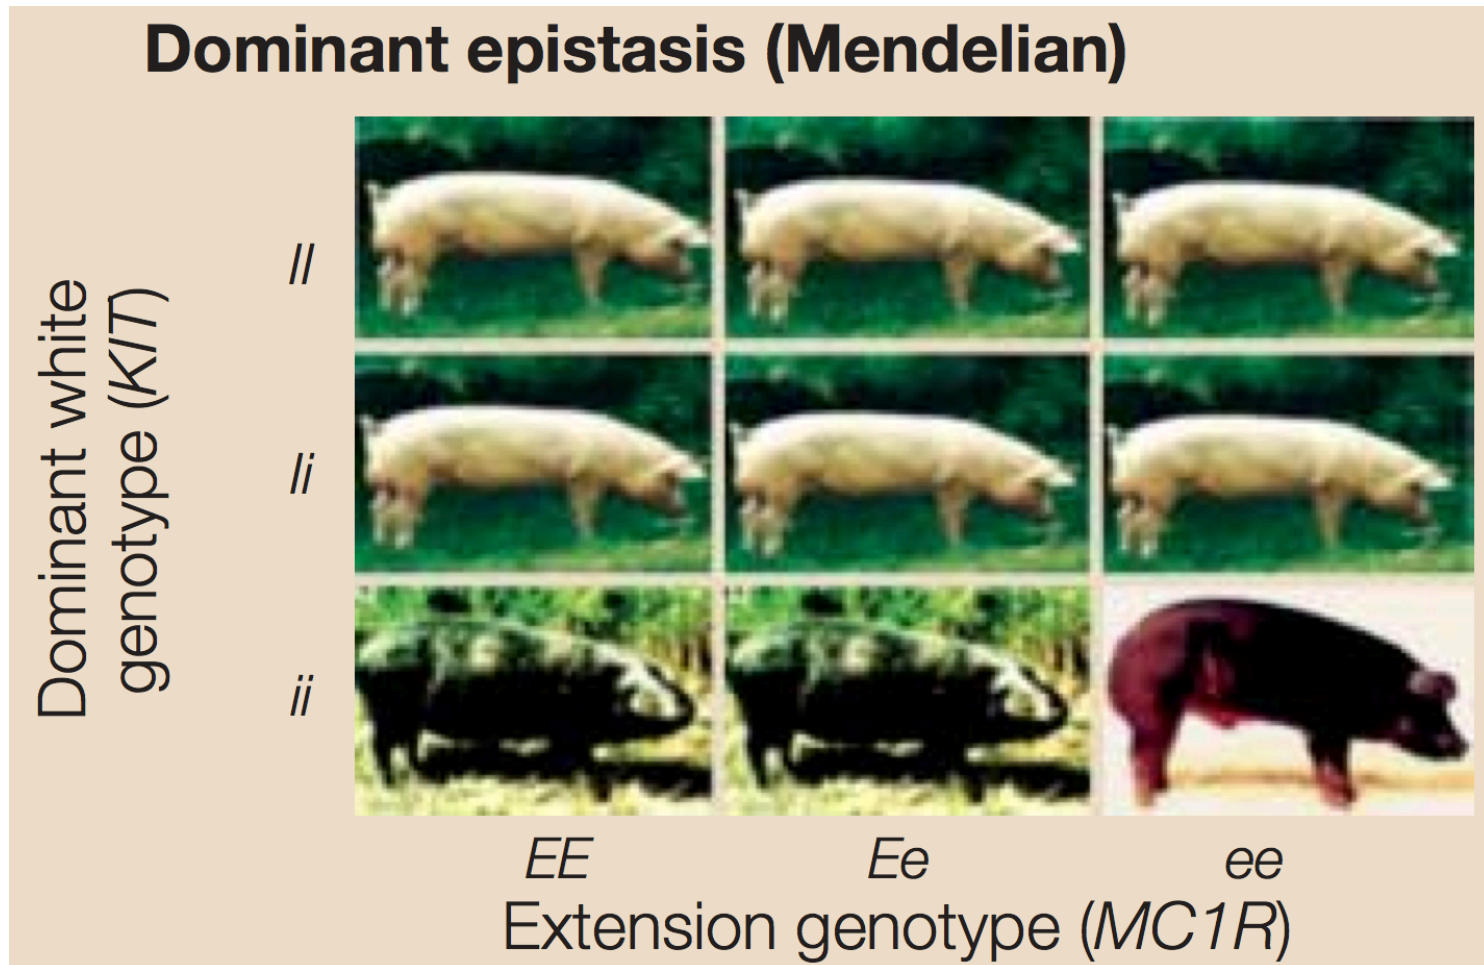 Dominant epistasis (Mendelian)
Dominant white
genotype (KIT)
II
Ii
ii
EE
Ee
ee
Extension genotype (MC1R)